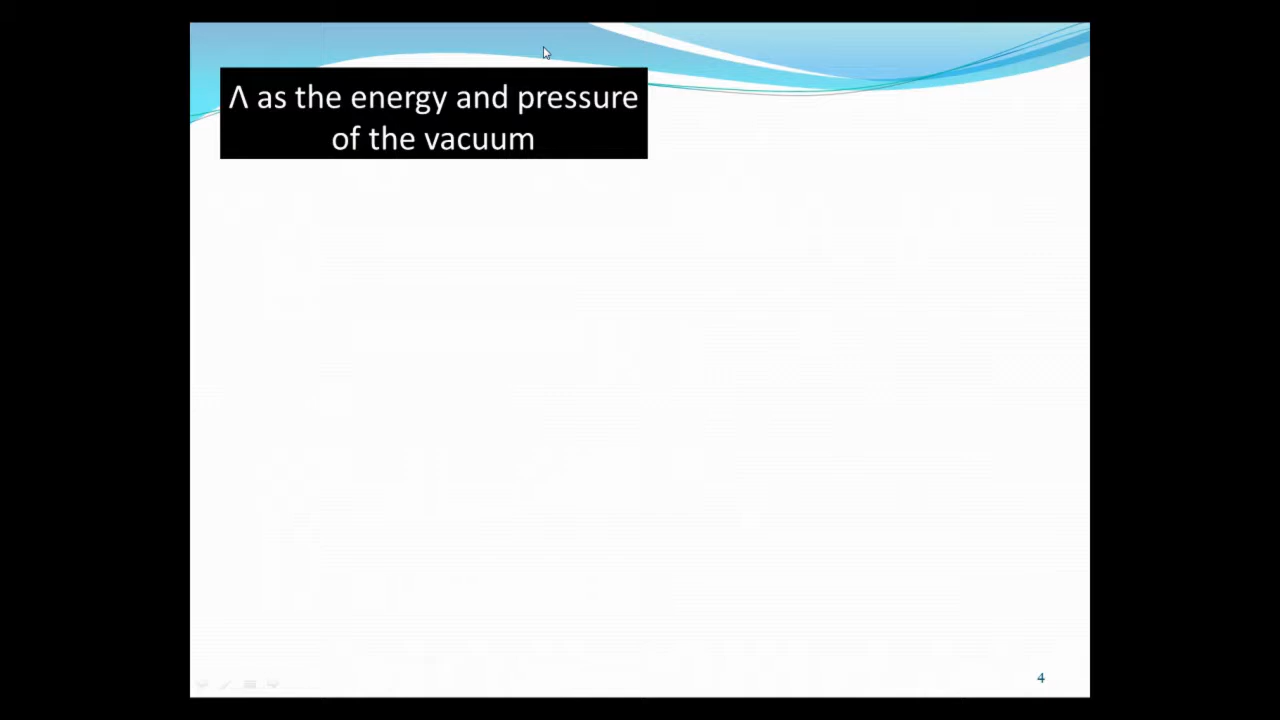 Λ as the energy and pressure
of the vacuum
4